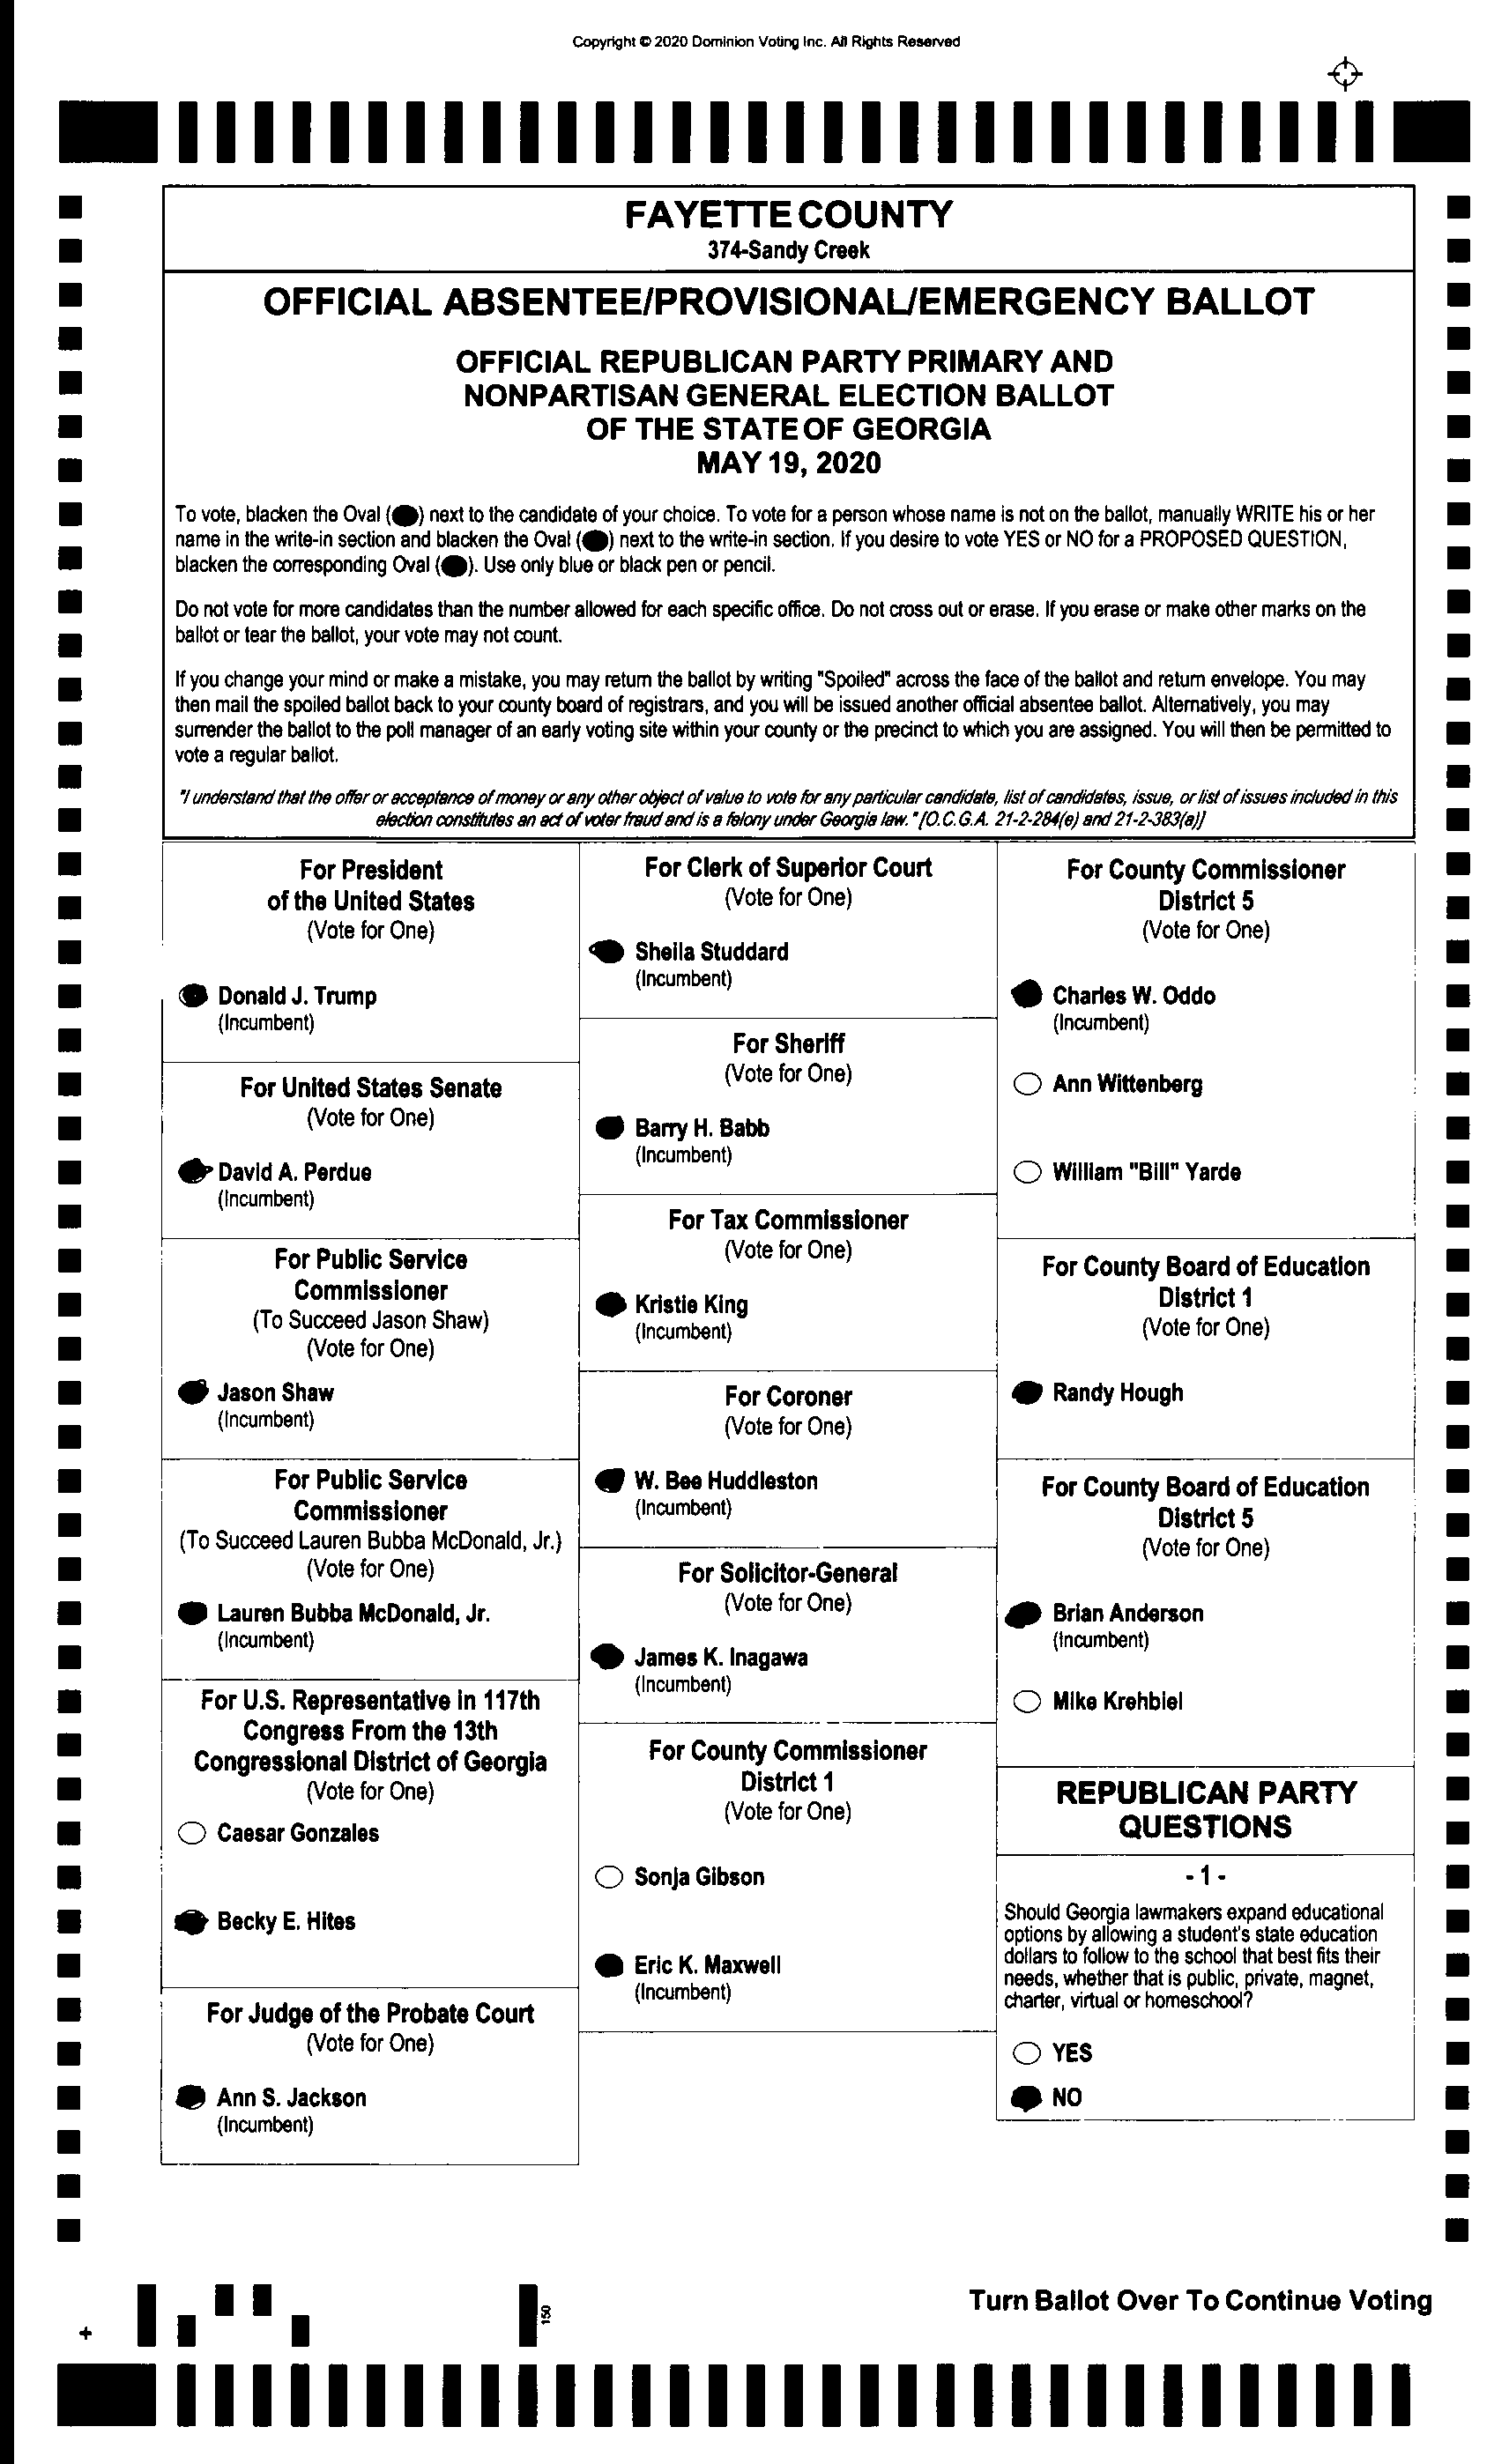 Copyright © 2020 Dominion Voting Inc. All Rights Reserved
FAYETTE COUNTY
374-Sandy Creek
OFFICIAL ABSENTEE/PROVISIONAL/EMERGENCY BALLOT
OFFICIAL REPUBLICAN PARTY PRIMARY AND
NONPARTISAN GENERAL ELECTION BALLOT
OF THE STATE OF GEORGIA
MAY 19, 2020
To vote, blacken the Oval ( ) next to the candidate of your choice. To vote for a person whose name is not on the ballot, manually WRITE his or her
name in the write-in section and blacken the Oval ( ) next to the write-in section. If you desire to vote YES or NO for a PROPOSED QUESTION,
blacken the corresponding Oval ( ). Use only blue or black pen or pencil.
Do not vote for more candidates than the number allowed for each specific office. Do not cross out or erase. If you erase or make other marks on the
ballot or tear the ballot, your vote may not count.
If you change your mind or make a mistake, you may return the ballot by writing "Spoiled" across the face of the ballot and return envelope. You may
then mail the spoiled ballot back to your county board of registrars, and you will be issued another official absentee ballot. Alternatively, you may
surrender the ballot to the poll manager of an early voting site within your county or the precinct to which you are assigned. You will then be permitted to
vote a regular ballot.
"I understand that the offer or acceptance of money or any other object of value to vote for any particular candidate, list of candidates, issue, or list of issues included in this
election constitutes an act of voter fraud and is a felony under Georgia law." [O.C.G.A. 21-2-284(e) and 21-2-383(a)]
For President
of the United States
(Vote for One)
Donald J. Trump
(Incumbent)
For United States Senate
(Vote for One)
David A. Perdue
(Incumbent)
For Public Service
Commissioner
(To Succeed Jason Shaw)
(Vote for One)
Jason Shaw
(Incumbent)
For Public Service
Commissioner
(To Succeed Lauren Bubba McDonald, Jr.)
(Vote for One)
Lauren Bubba McDonald, Jr.
(Incumbent)
For U.S. Representative in 117th
Congress From the 13th
Congressional District of Georgia
(Vote for One)
Caesar Gonzales
Becky E. Hites
For Judge of the Probate Court
(Vote for One)
Ann S. Jackson
(Incumbent)
For Clerk of Superior Court
(Vote for One)
Sheila Studdard
(Incumbent)
For Sheriff
(Vote for One)
Barry H. Babb
(Incumbent)
For Tax Commissioner
(Vote for One)
Kristie King
(Incumbent)
For Coroner
(Vote for One)
W. Bee Huddleston
(Incumbent)
For Solicitor-General
(Vote for One)
James K. Inagawa
(Incumbent)
For County Commissioner
District 1
(Vote for One)
Sonja Gibson
Eric K. Maxwell
(Incumbent)
For County Commissioner
District 5
(Vote for One)
Charles W. Oddo
(Incumbent)
Ann Wittenberg
William "Bill" Yarde
For County Board of Education
District 1
(Vote for One)
Randy Hough
For County Board of Education
District 5
(Vote for One)
Brian Anderson
(Incumbent)
Mike Krehbiel
REPUBLICAN PARTY
QUESTIONS
- 1 -
Should Georgia lawmakers expand educational
options by allowing a student's state education
dollars to follow to the school that best fits their
needs, whether that is public, private, magnet,
charter, virtual or homeschool?
YES
NO
150
Turn Ballot Over To Continue Voting